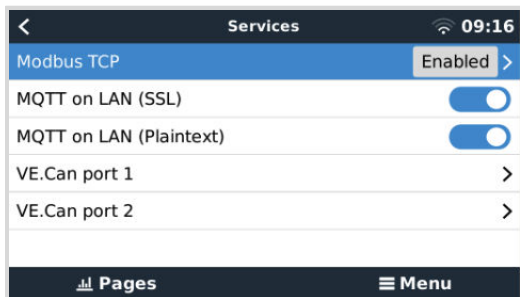 Services 09:16
Modbus TCP Enabled
MQTT on LAN (SSL)
MQTT on LAN (Plaintext)
VE.Can port 1
VE.Can port 2
Pages Menu